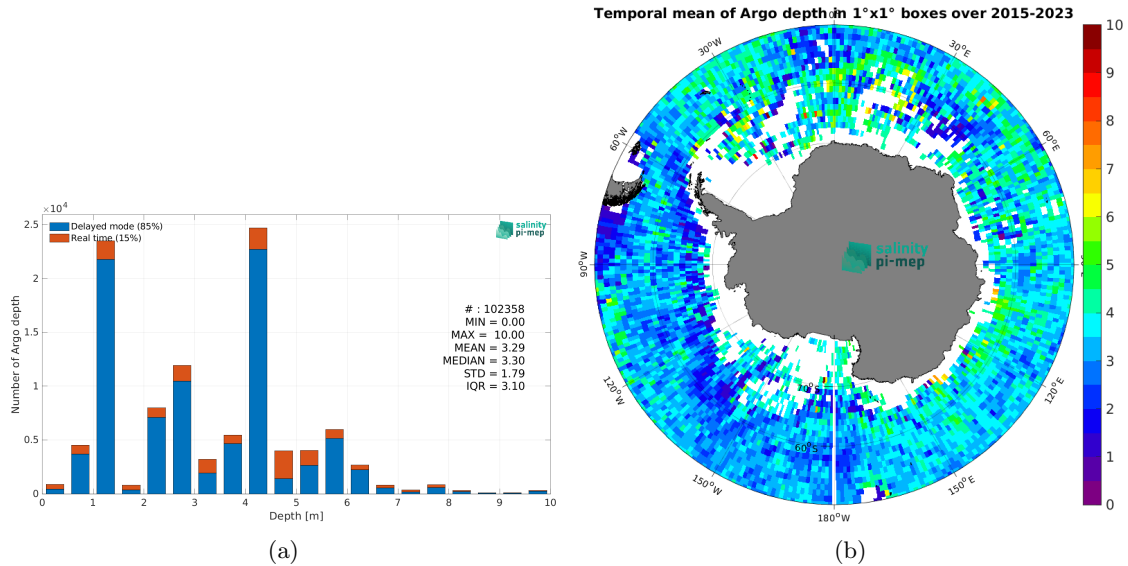 Temporal mean of Argo depth in 1°x1° boxes over 2015-2023
×10⁴
Delayed mode (85%)
Real time (15%)
salinity
pi-mep
# : 102358
MIN = 0.00
MAX = 10.00
MEAN = 3.29
MEDIAN = 3.30
STD = 1.79
IQR = 3.10
Number of Argo depth
2.5
2
1.5
1
0.5
0
0 1 2 3 4 5 6 7 8 9 10
Depth [m]
(a)
30°W
30°E
60°W
60°E
90°W
120°W
120°E
150°W
150°E
180°W
70°S
60°S
salinity
pi-mep
10
9
8
7
6
5
4
3
2
1
0
(b)